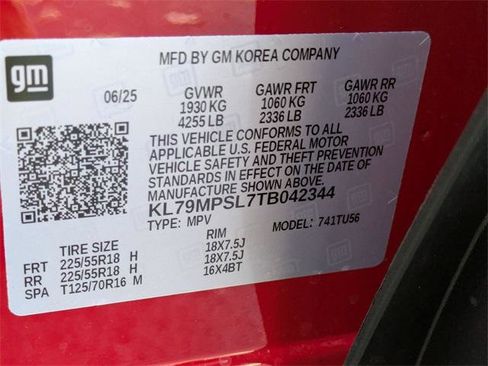 gm
MFD BY GM KOREA COMPANY
06/25 GVWR GAWR FRT GAWR RR
1930 KG 1060 KG 1060 KG
4255 LB 2336 LB 2336 LB
THIS VEHICLE CONFORMS TO ALL
APPLICABLE U.S. FEDERAL MOTOR
VEHICLE SAFETY AND THEFT PREVENTION
STANDARDS IN EFFECT ON THE DATE OF
MANUFACTURE SHOWN ABOVE.
KL79MPSL7TB042344
TYPE: MPV MODEL: 741TU56
TIRE SIZE RIM
FRT 225/55R18 H 18X7.5J
RR 225/55R18 H 18X7.5J
SPA T125/70R16 M 16X4BT